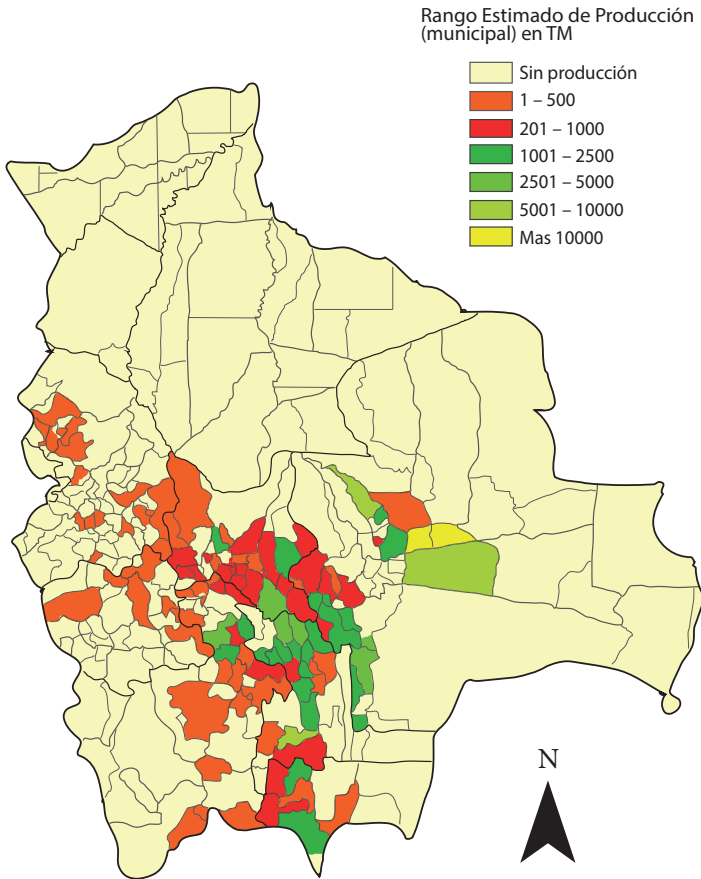 Rango Estimado de Producción
(municipal) en TM
Sin producción
1 – 500
201 – 1000
1001 – 2500
2501 – 5000
5001 – 10000
Mas 10000
N